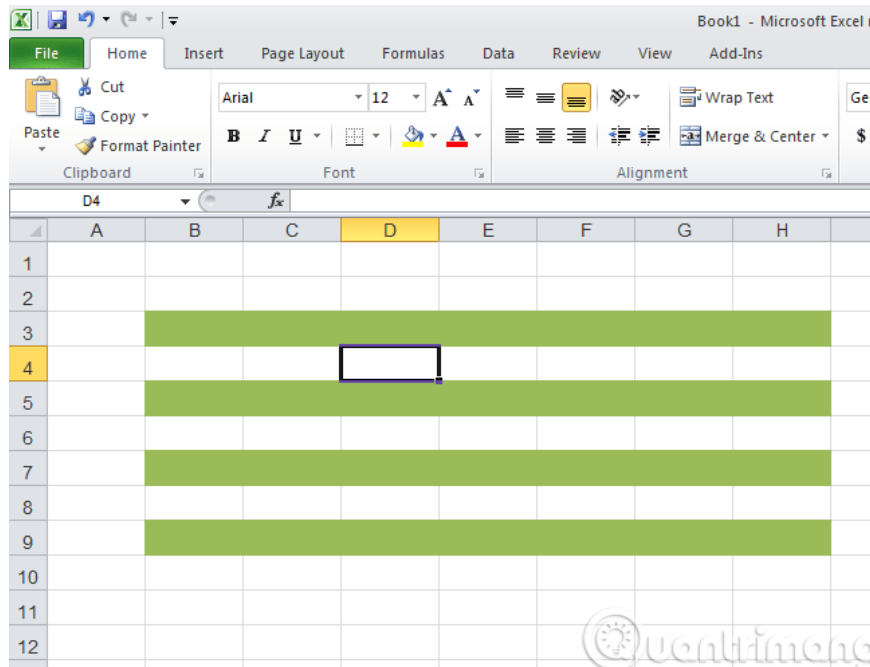 Book1 - Microsoft Excel
File Home Insert Page Layout Formulas Data Review View Add-Ins
Paste
Cut
Copy
Format Painter
Clipboard
Arial 12 A A
B I U A
Font
Wrap Text
Merge & Center
Alignment
Ge
$
D4 fx
A B C D E F G H
1
2
3
4
5
6
7
8
9
10
11
12
Quantrimang